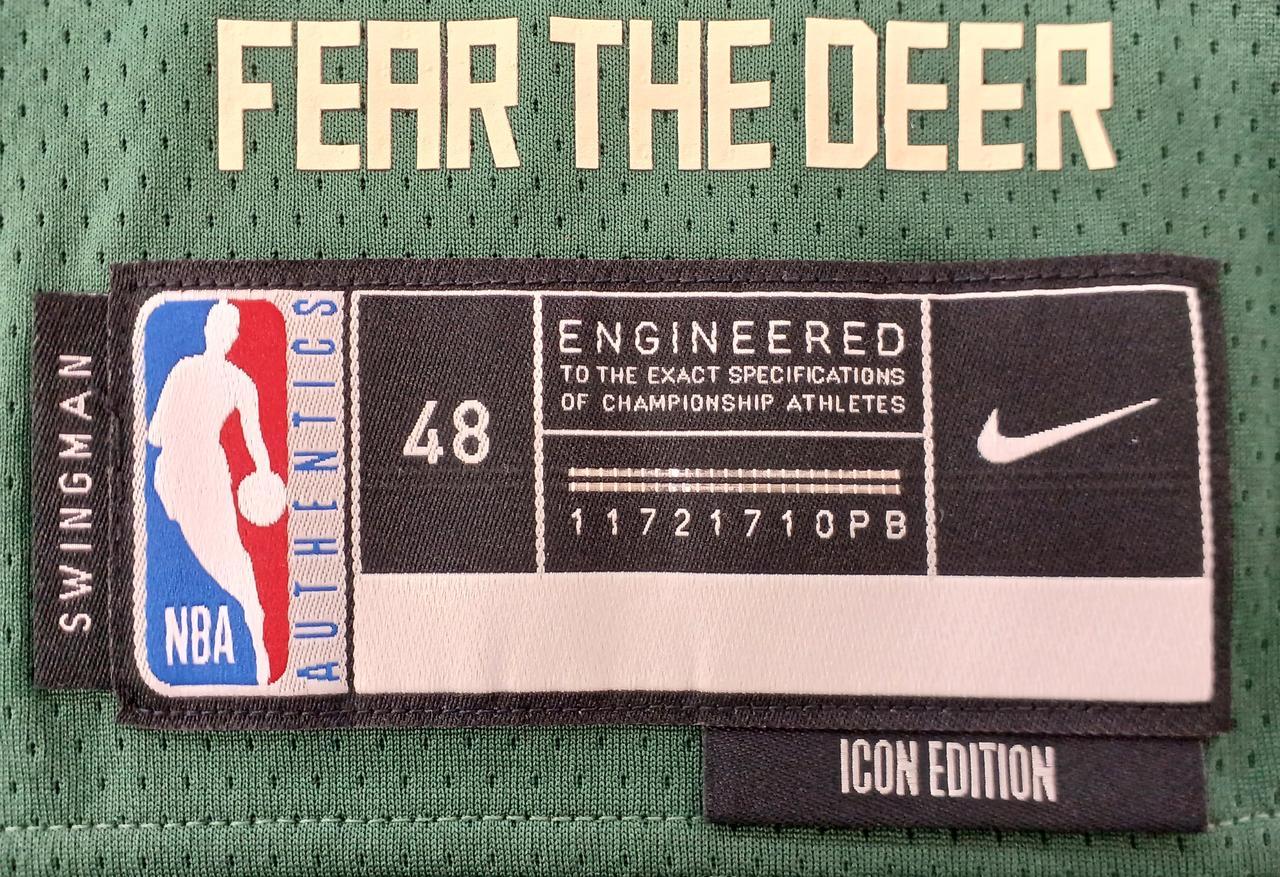 FEAR THE DEER
SWINGMAN
NBA
AUTHENTICS
48
ENGINEERED
TO THE EXACT SPECIFICATIONS
OF CHAMPIONSHIP ATHLETES
11721710PB
ICON EDITION